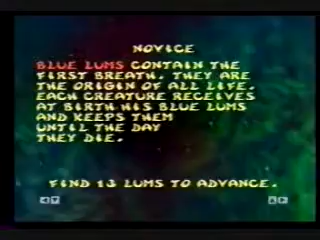 NOVICE
BLUE LUMS CONTAIN THE
FIRST BREATH. THEY ARE
THE ORIGIN OF ALL LIFE.
EACH CREATURE RECEIVES
AT BIRTH HIS BLUE LUMS
AND KEEPS THEM
UNTIL THE DAY
THEY DIE.
FIND 13 LUMS TO ADVANCE.